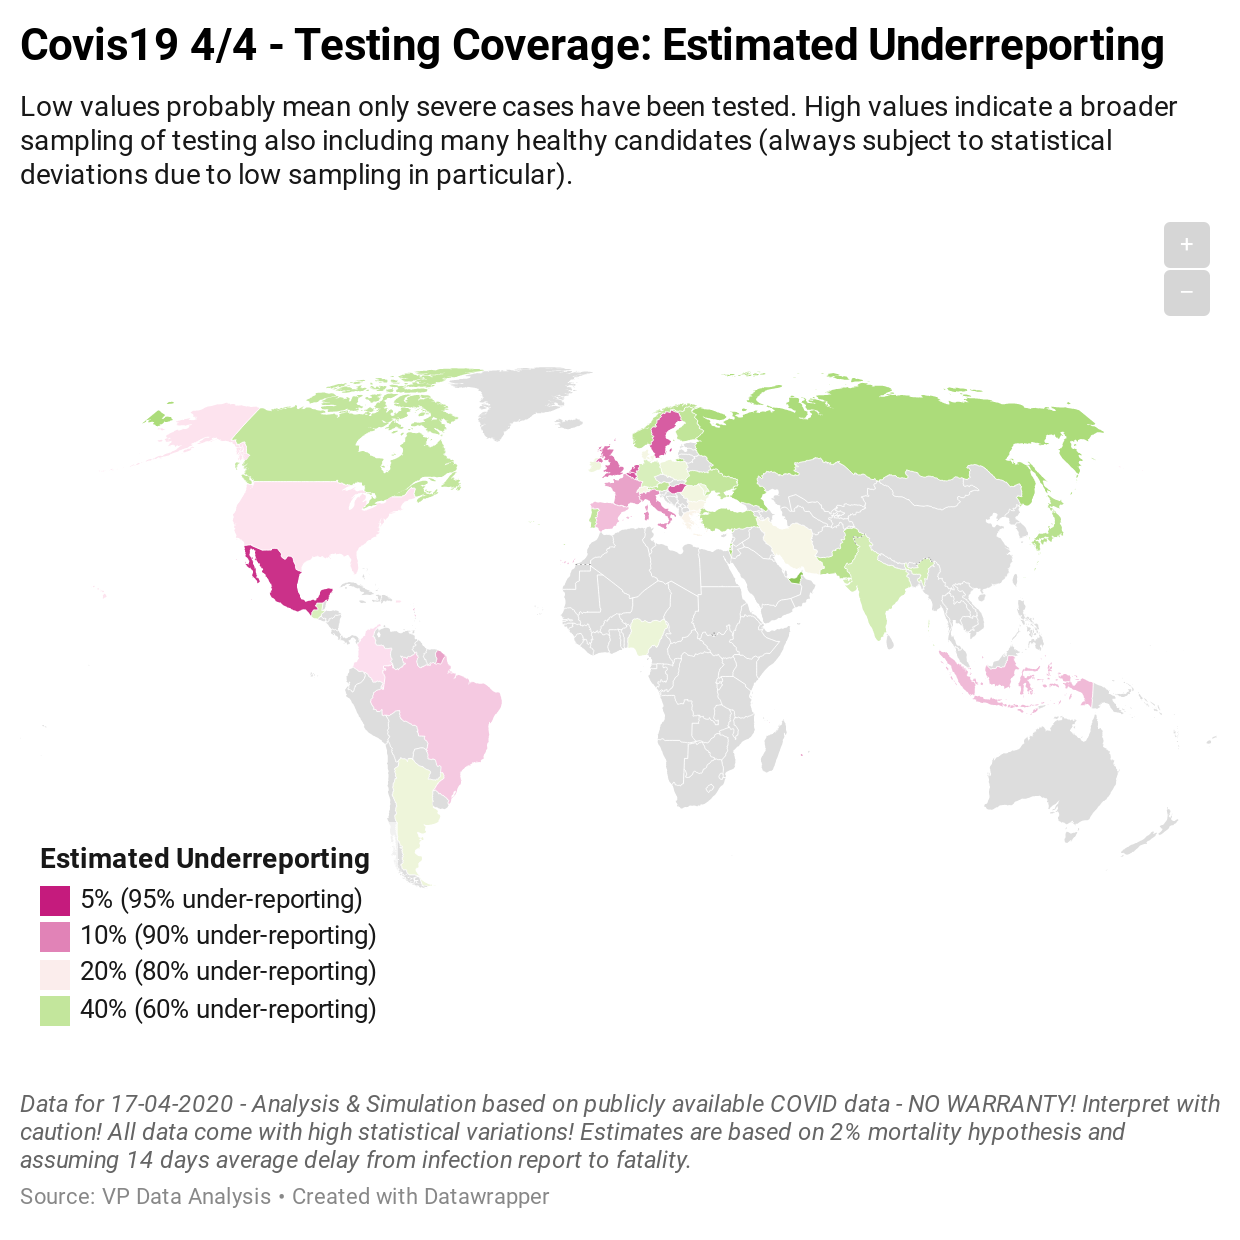 Covis19 4/4 - Testing Coverage: Estimated Underreporting
Low values probably mean only severe cases have been tested. High values indicate a broader
sampling of testing also including many healthy candidates (always subject to statistical
deviations due to low sampling in particular).
+
−
Estimated Underreporting
5% (95% under-reporting)
10% (90% under-reporting)
20% (80% under-reporting)
40% (60% under-reporting)
Data for 17-04-2020 - Analysis & Simulation based on publicly available COVID data - NO WARRANTY! Interpret with
caution! All data come with high statistical variations! Estimates are based on 2% mortality hypothesis and
assuming 14 days average delay from infection report to fatality.
Source: VP Data Analysis • Created with Datawrapper